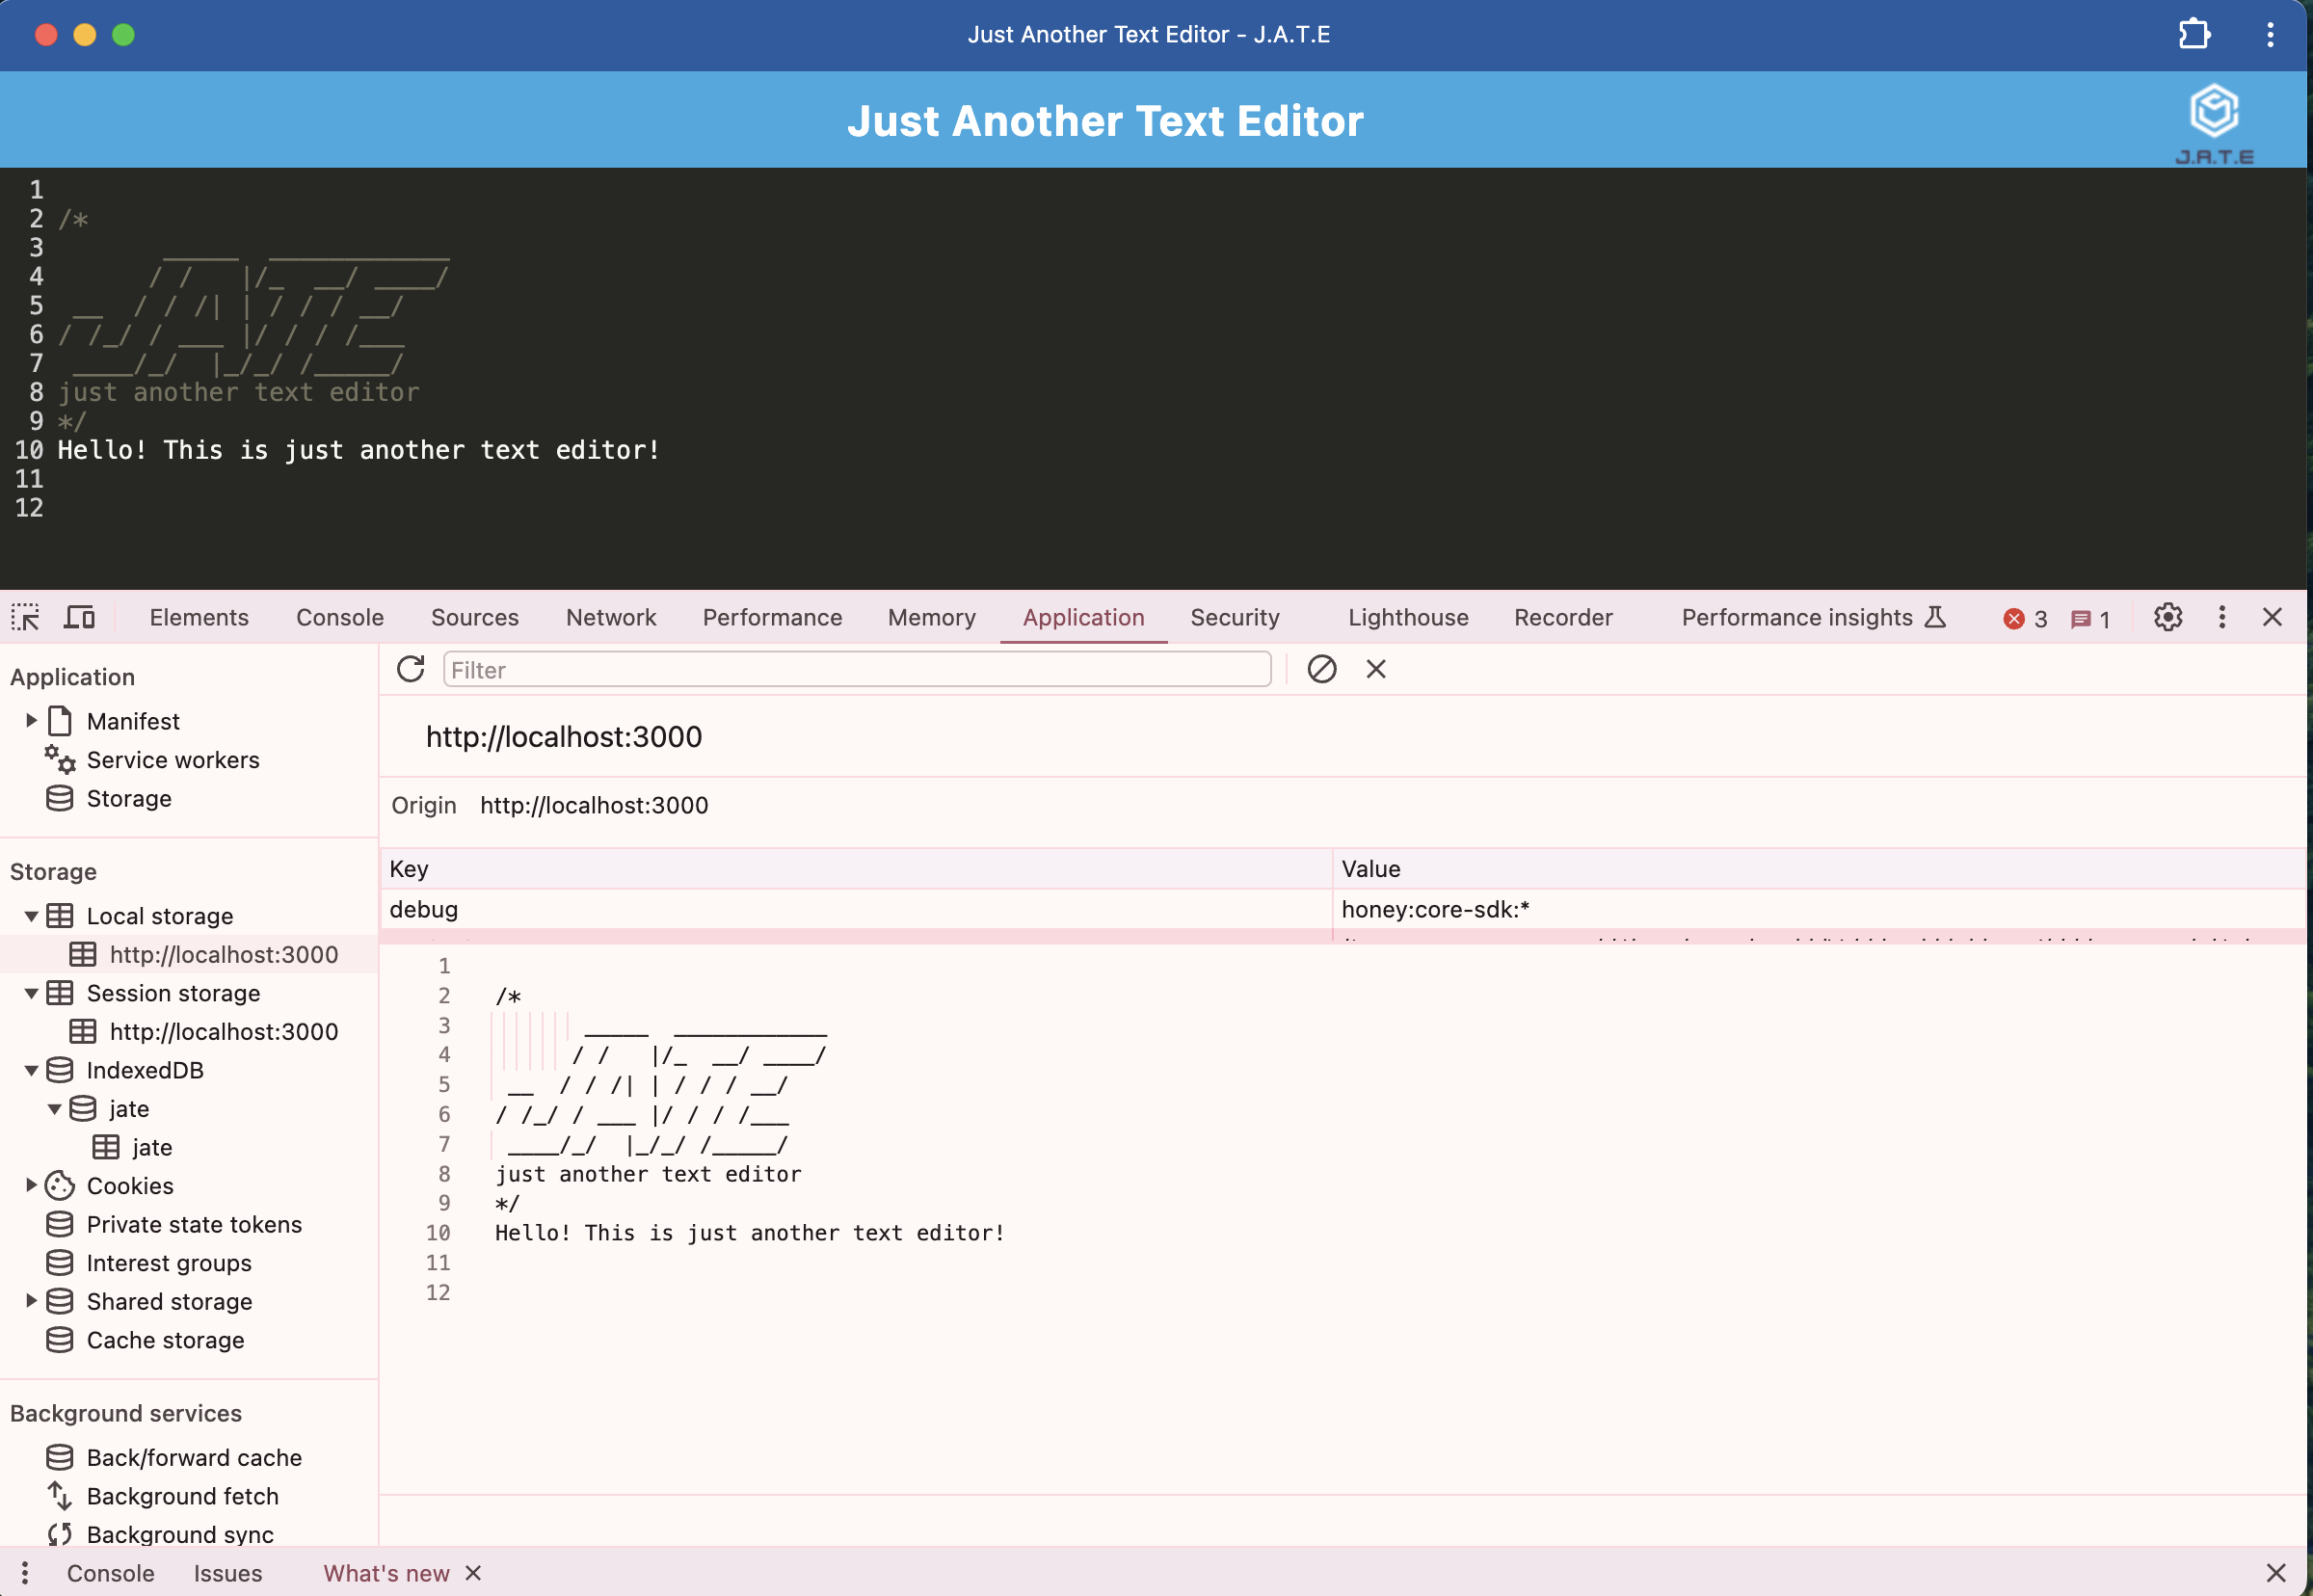 Just Another Text Editor - J.A.T.E
Just Another Text Editor
J.A.T.E
1
2 /*
3        _____  ____________
4       / /   |/_  __/ ____/
5  __  / / /| | / / / __/
6 / /_/ / ___ |/ / / /___
7  ____/_/  |_/_/ /_____/
8 just another text editor
9 */
10 Hello! This is just another text editor!
11
12
Elements Console Sources Network Performance Memory Application Security Lighthouse Recorder Performance insights 3 1
Application
Manifest
Service workers
Storage
Storage
Local storage
http://localhost:3000
Session storage
http://localhost:3000
IndexedDB
jate
jate
Cookies
Private state tokens
Interest groups
Shared storage
Cache storage
Background services
Back/forward cache
Background fetch
Background sync
Filter
http://localhost:3000
Origin http://localhost:3000
Key Value
debug honey:core-sdk:*
1
2 /*
3        _____  ____________
4       / /   |/_  __/ ____/
5  __  / / /| | / / / __/
6 / /_/ / ___ |/ / / /___
7  ____/_/  |_/_/ /_____/
8 just another text editor
9 */
10 Hello! This is just another text editor!
11
12
Console Issues What's new